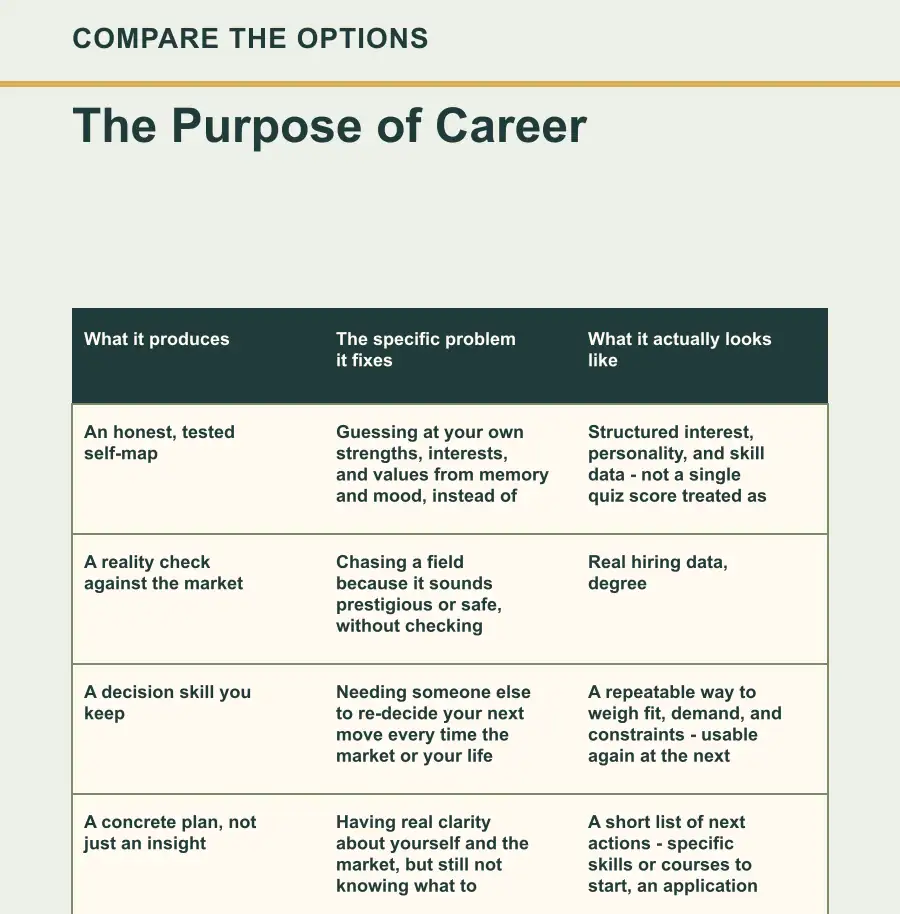 COMPARE THE OPTIONS
The Purpose of Career
What it produces
The specific problem
it fixes
What it actually looks
like
An honest, tested
self-map
Guessing at your own
strengths, interests,
and values from memory
and mood, instead of
Structured interest,
personality, and skill
data - not a single
quiz score treated as
A reality check
against the market
Chasing a field
because it sounds
prestigious or safe,
without checking
Real hiring data,
degree
A decision skill you
keep
Needing someone else
to re-decide your next
move every time the
market or your life
A repeatable way to
weigh fit, demand, and
constraints - usable
again at the next
A concrete plan, not
just an insight
Having real clarity
about yourself and the
market, but still not
knowing what to
A short list of next
actions - specific
skills or courses to
start, an application